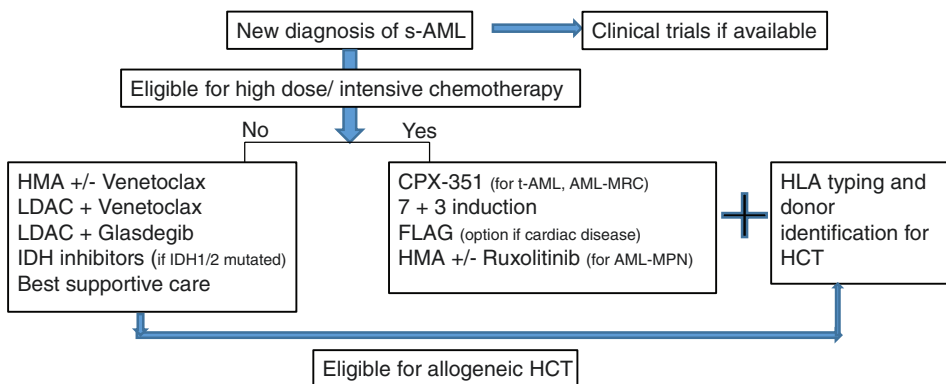 New diagnosis of s-AML
Clinical trials if available
Eligible for high dose/ intensive chemotherapy
No
Yes
HMA +/- Venetoclax
LDAC + Venetoclax
LDAC + Glasdegib
IDH inhibitors (if IDH1/2 mutated)
Best supportive care
CPX-351 (for t-AML, AML-MRC)
7 + 3 induction
FLAG (option if cardiac disease)
HMA +/- Ruxolitinib (for AML-MPN)
HLA typing and
donor
identification for
HCT
Eligible for allogeneic HCT